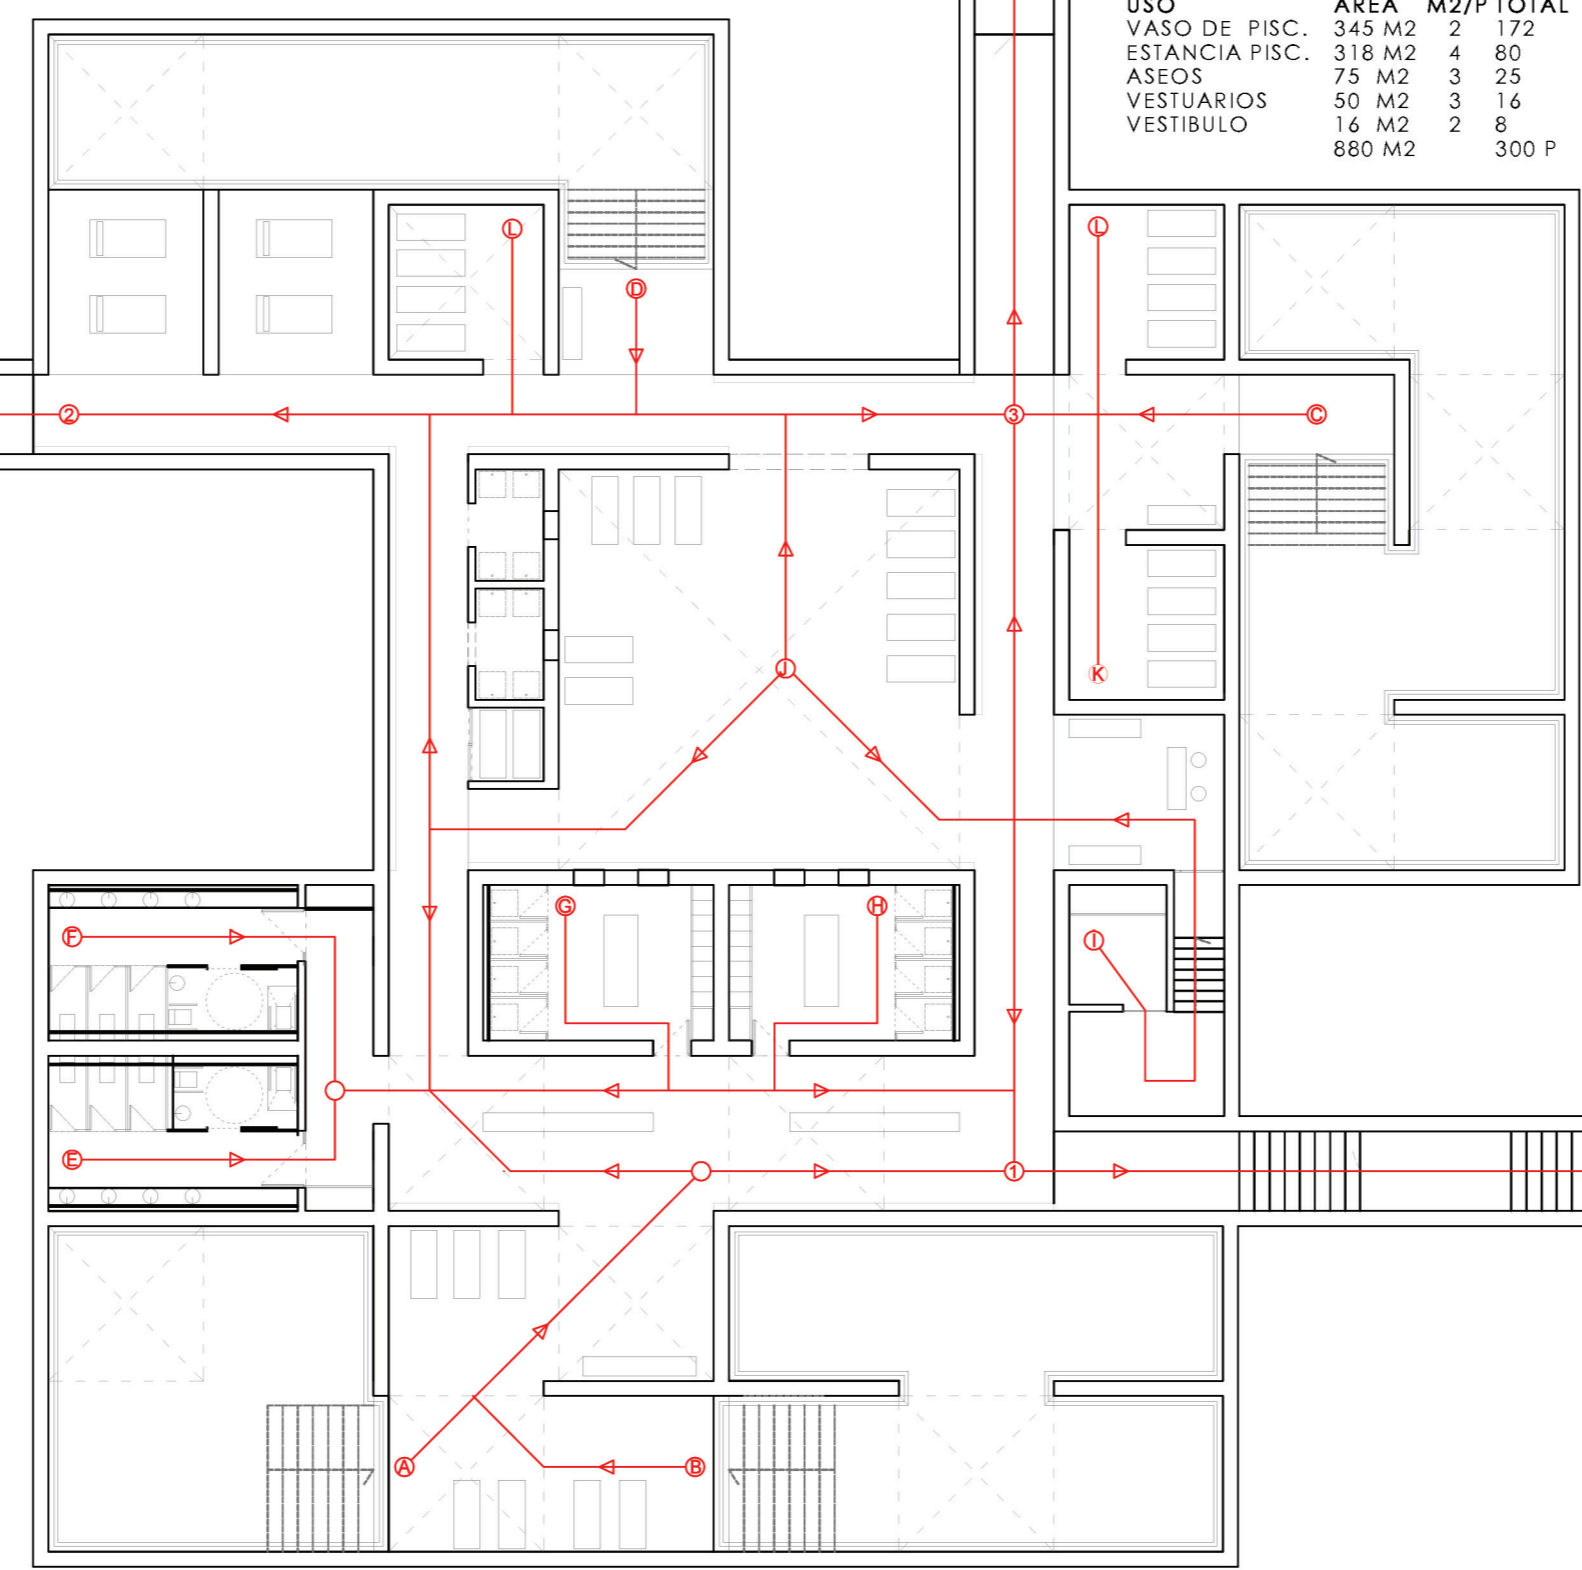 USO AREA M2/P TOTAL
VASO DE PISC. 345 M2 2 172
ESTANCIA PISC. 318 M2 4 80
ASEOS 75 M2 3 25
VESTUARIOS 50 M2 3 16
VESTIBULO 16 M2 2 8
880 M2 300 P
L
L
D
2
3
C
J
K
G
H
F
I
E
1
A
B